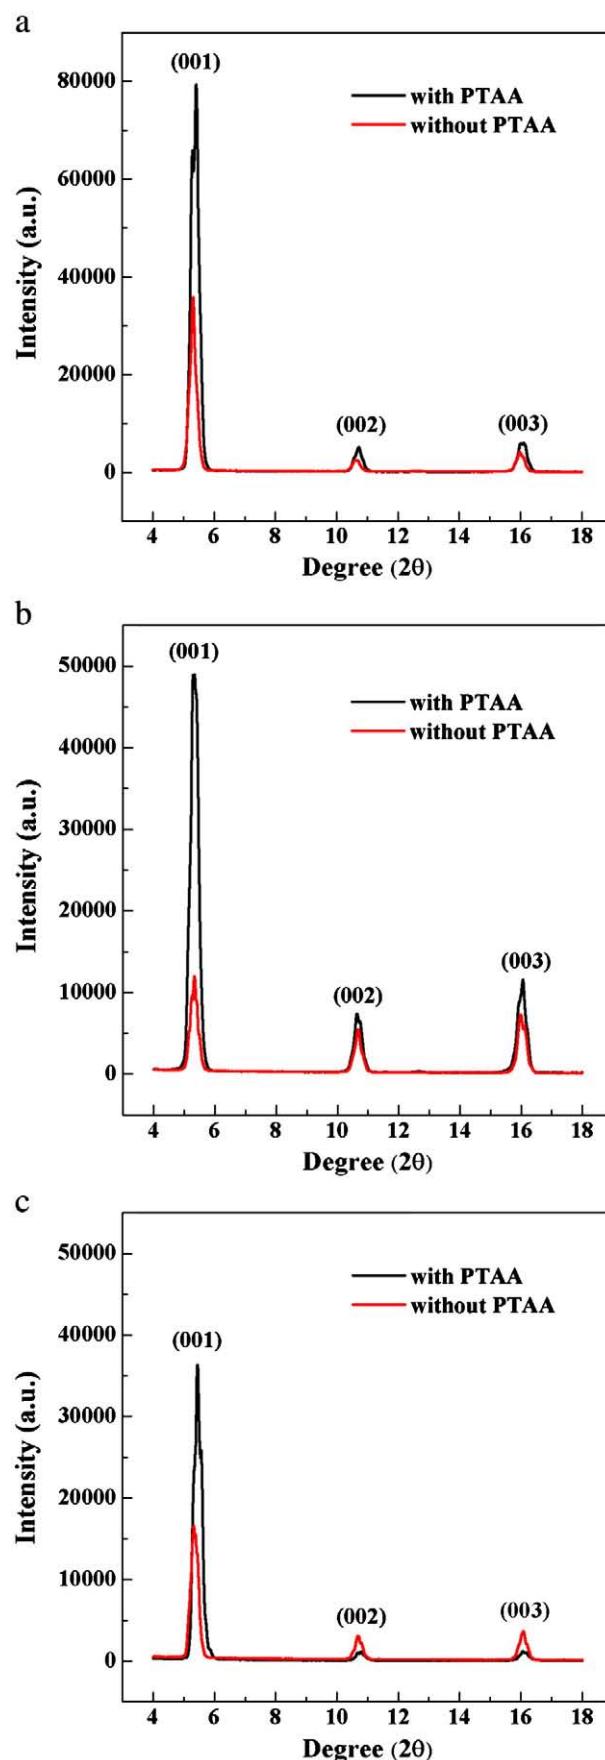 a
(001)
80000
with PTAA
without PTAA
60000
Intensity (a.u.)
40000
20000
(002)
(003)
0
4 6 8 10 12 14 16 18
Degree (2θ)
b
50000
(001)
with PTAA
without PTAA
40000
Intensity (a.u.)
30000
20000
(003)
10000
(002)
0
4 6 8 10 12 14 16 18
Degree (2θ)
c
50000
with PTAA
without PTAA
40000
(001)
Intensity (a.u.)
30000
20000
10000
(002)
(003)
0
4 6 8 10 12 14 16 18
Degree (2θ)